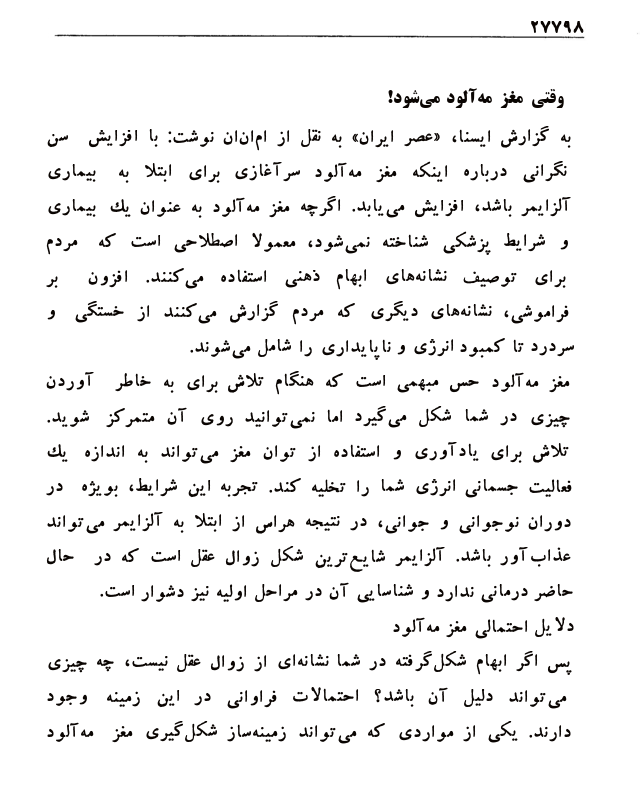 ۲۷۷۹۸
وقتی مغز مه‌آلود می‌شود!
به گزارش ایسنا، «عصر ایران» به نقل از ام‌ان‌ان نوشت: با افزایش سن
نگرانی درباره اینکه مغز مه‌آلود سرآغازی برای ابتلا به بیماری
آلزایمر باشد، افزایش می‌یابد. اگرچه مغز مه‌آلود به عنوان یك بیماری
و شرایط پزشکی شناخته نمی‌شود، معمولا اصطلاحی است که مردم
برای توصیف نشانه‌های ابهام ذهنی استفاده می‌کنند. افزون بر
فراموشی، نشانه‌های دیگری که مردم گزارش می‌کنند از خستگی و
سردرد تا کمبود انرژی و ناپایداری را شامل می‌شوند.
مغز مه‌آلود حس مبهمی است که هنگام تلاش برای به خاطر آوردن
چیزی در شما شکل می‌گیرد اما نمی‌توانید روی آن متمرکز شوید.
تلاش برای یادآوری و استفاده از توان مغز می‌تواند به اندازه یك
فعالیت جسمانی انرژی شما را تخلیه کند. تجربه این شرایط، بویژه در
دوران نوجوانی و جوانی، در نتیجه هراس از ابتلا به آلزایمر می‌تواند
عذاب‌آور باشد. آلزایمر شایع‌ترین شکل زوال عقل است که در حال
حاضر درمانی ندارد و شناسایی آن در مراحل اولیه نیز دشوار است.
دلایل احتمالی مغز مه‌آلود
پس اگر ابهام شکل‌گرفته در شما نشانه‌ای از زوال عقل نیست، چه چیزی
می‌تواند دلیل آن باشد؟ احتمالات فراوانی در این زمینه وجود
دارند. یکی از مواردی که می‌تواند زمینه‌ساز شکل‌گیری مغز مه‌آلود